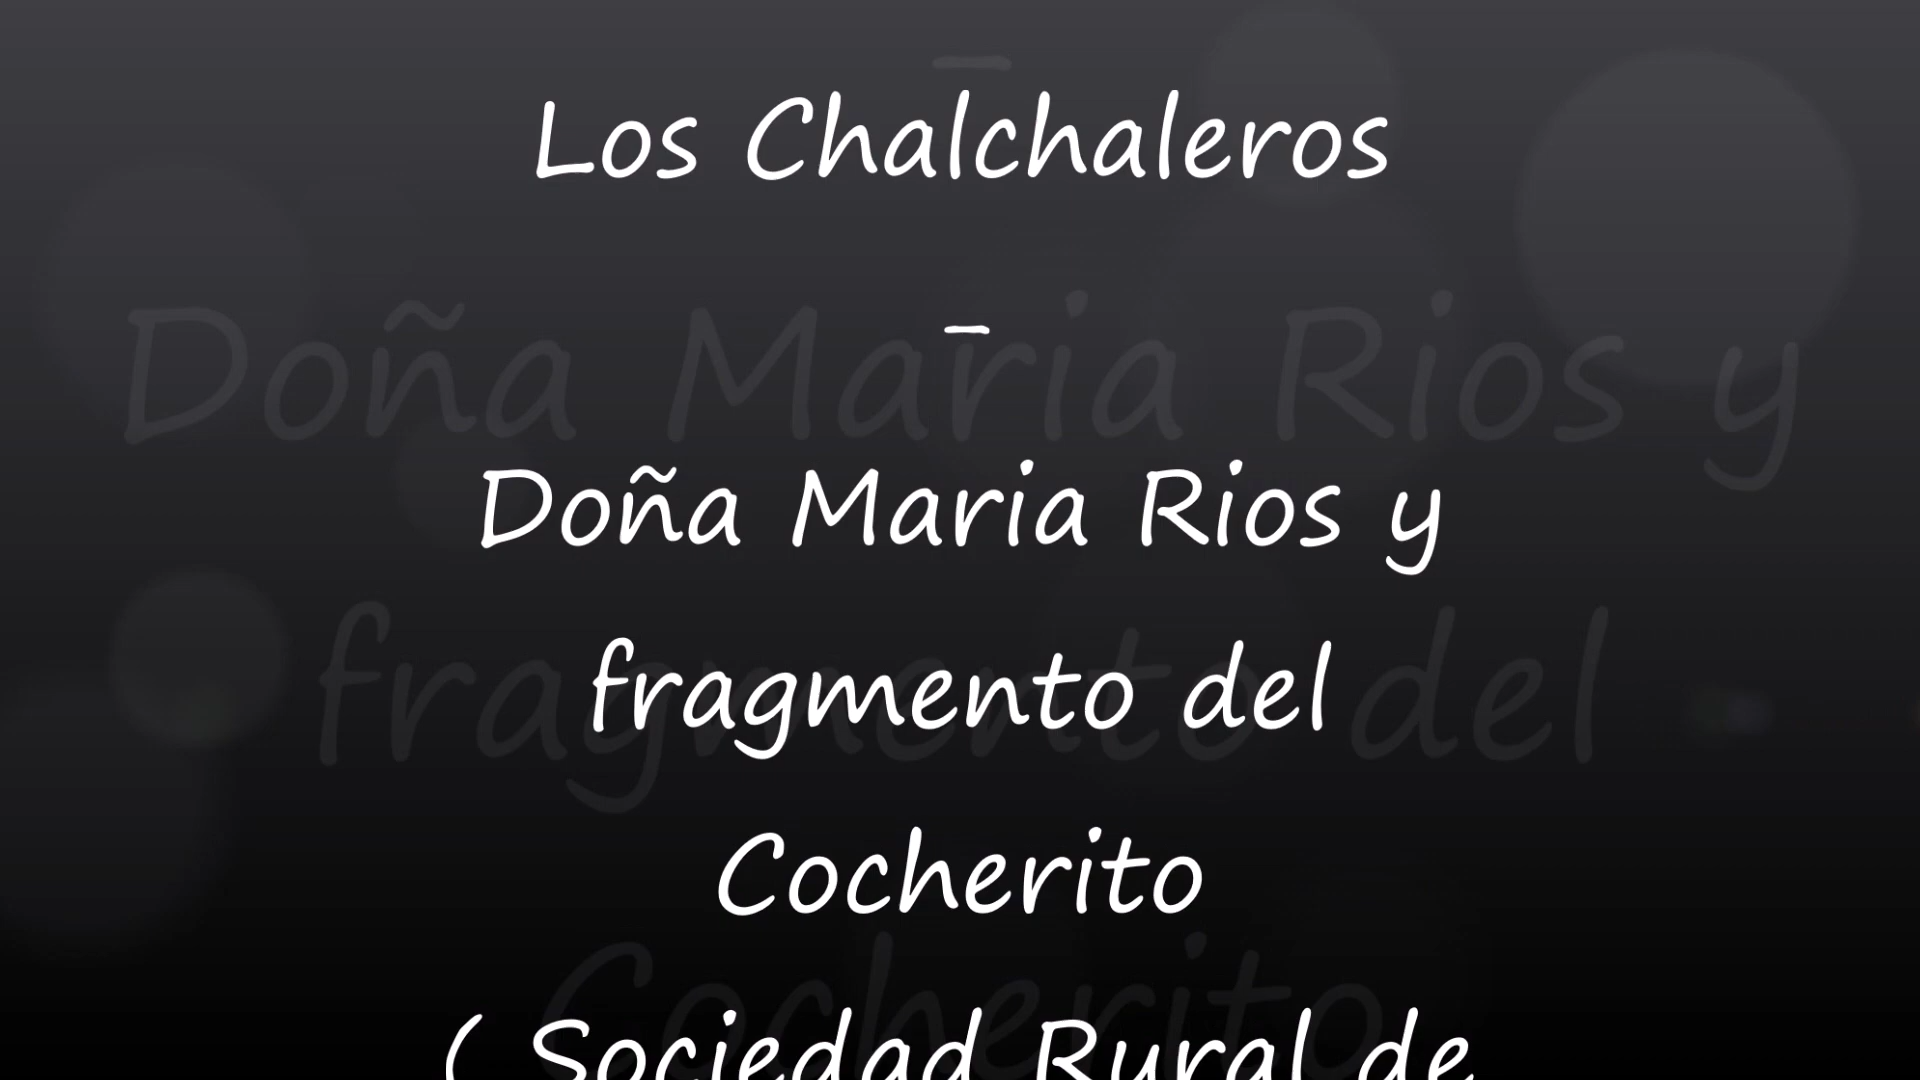 Los Chalchaleros
–
Doña Maria Rios y
fragmento del
Cocherito
( Sociedad Rural de